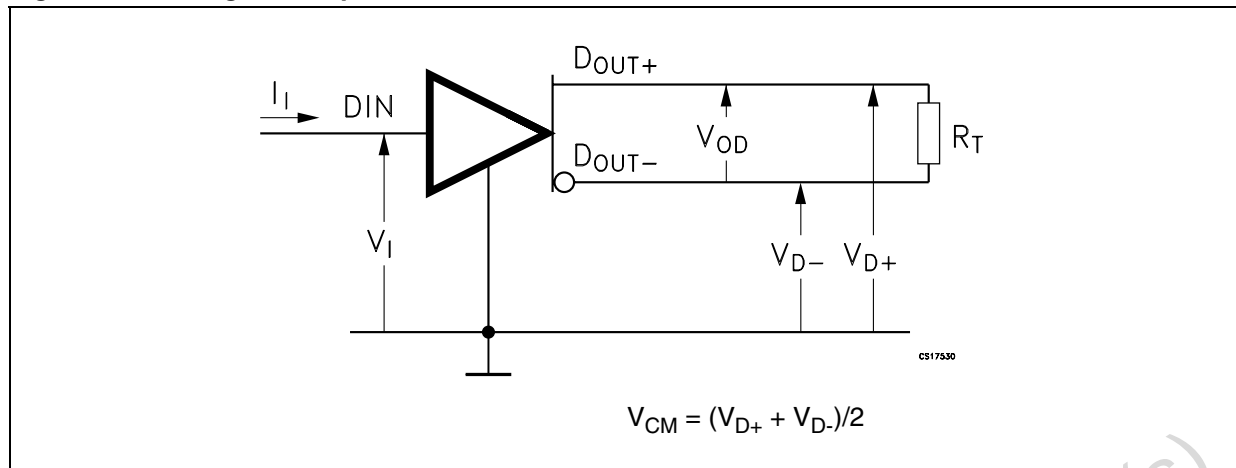 D_OUT+
I_I
DIN
V_OD
R_T
D_OUT−
V_I
V_D− V_D+
CS17530
V_CM = (V_D+ + V_D-)/2